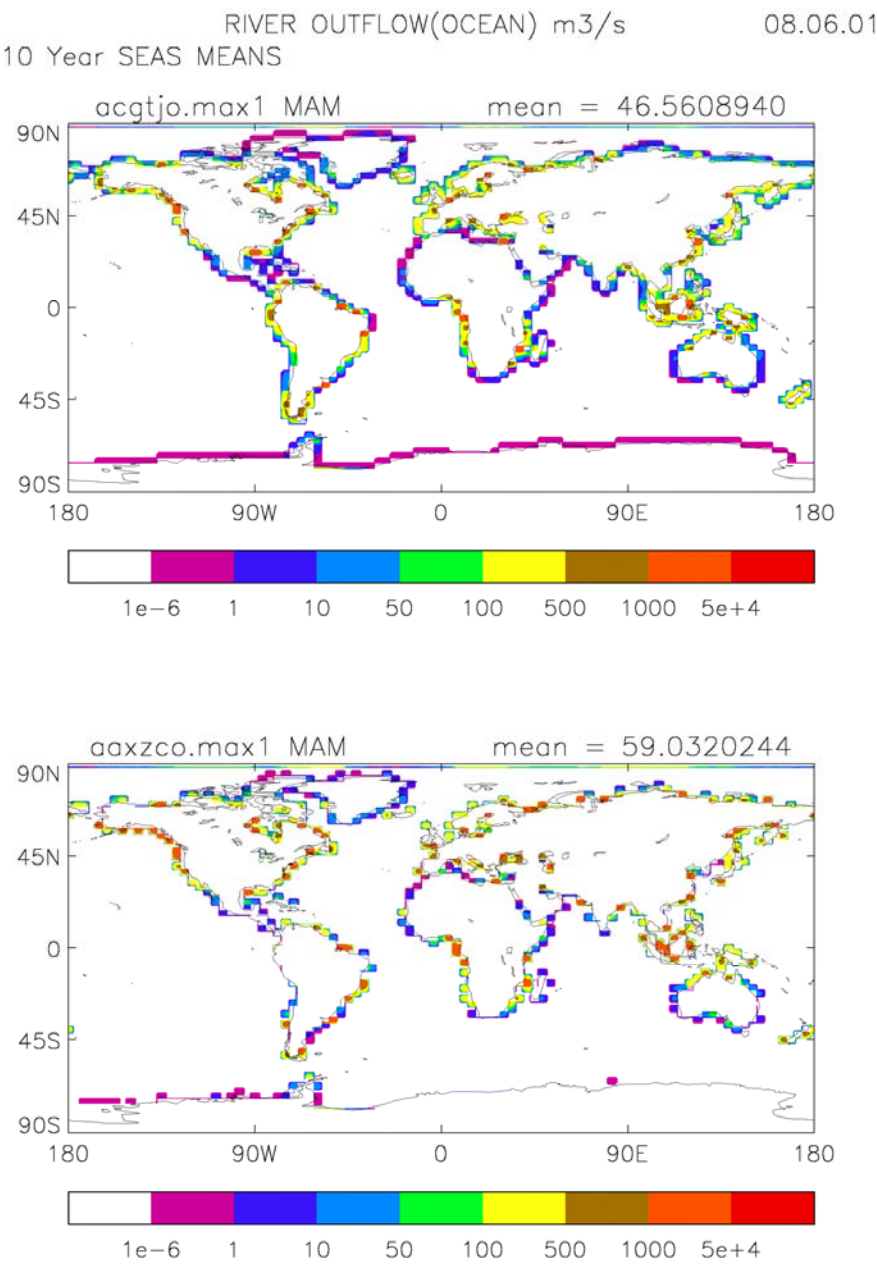 RIVER OUTFLOW(OCEAN) m3/s 08.06.01
10 Year SEAS MEANS
acgtjo.max1 MAM mean = 46.5608940
90N
45N
0
45S
90S
180 90W 0 90E 180
1e-6 1 10 50 100 500 1000 5e+4
aaxzco.max1 MAM mean = 59.0320244
90N
45N
0
45S
90S
180 90W 0 90E 180
1e-6 1 10 50 100 500 1000 5e+4